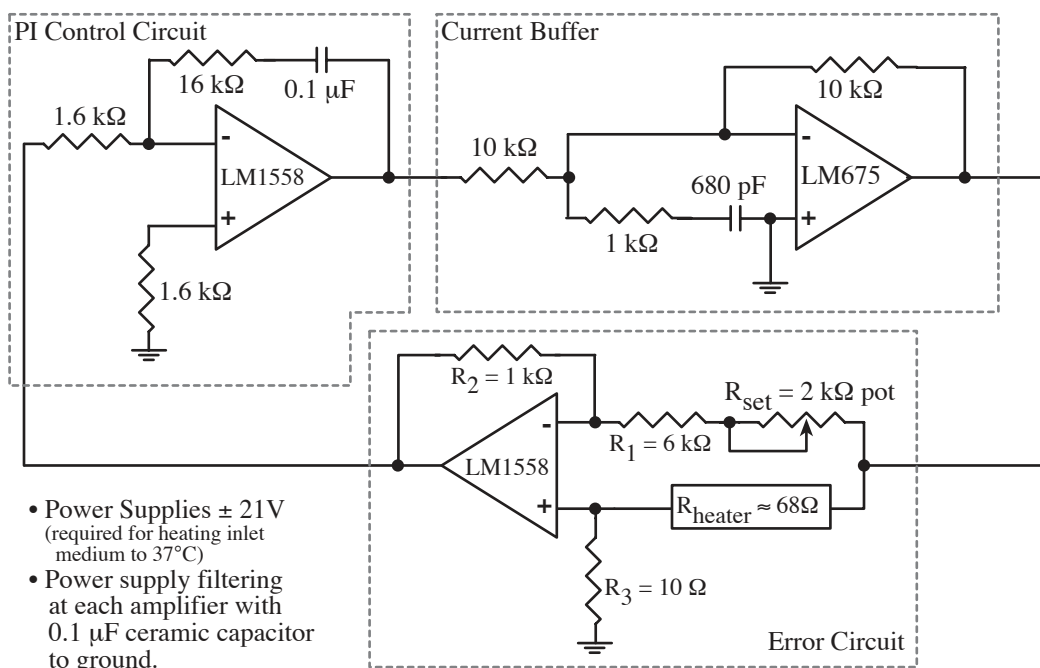 PI Control Circuit
Current Buffer
16 kΩ
0.1 μF
1.6 kΩ
-
LM1558
+
1.6 kΩ
10 kΩ
10 kΩ
-
LM675
+
680 pF
1 kΩ
R2 = 1 kΩ
Rset = 2 kΩ pot
-
R1 = 6 kΩ
LM1558
+
Rheater ≈ 68Ω
R3 = 10 Ω
Error Circuit
• Power Supplies ± 21V
(required for heating inlet
medium to 37°C)
• Power supply filtering
at each amplifier with
0.1 μF ceramic capacitor
to ground.